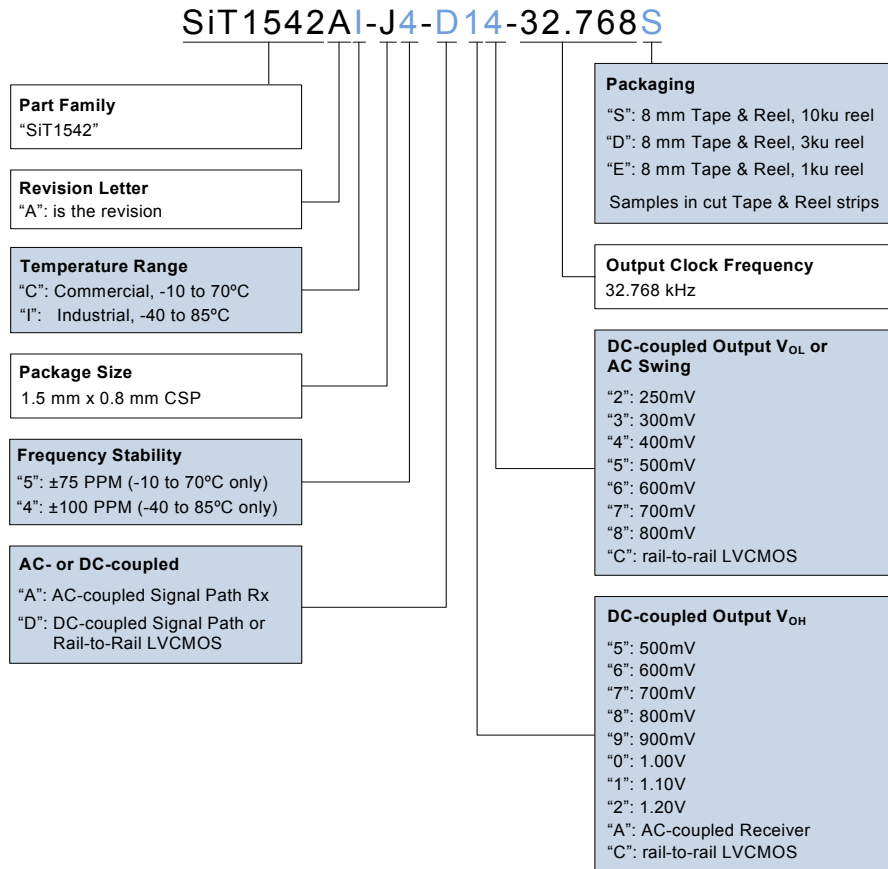 SiT1542AI-J4-D14-32.768S
Part Family
“SiT1542”
Revision Letter
“A”: is the revision
Temperature Range
“C”: Commercial, -10 to 70ºC
“I”: Industrial, -40 to 85ºC
Package Size
1.5 mm x 0.8 mm CSP
Frequency Stability
“5”: ±75 PPM (-10 to 70ºC only)
“4”: ±100 PPM (-40 to 85ºC only)
AC- or DC-coupled
“A”: AC-coupled Signal Path Rx
“D”: DC-coupled Signal Path or
Rail-to-Rail LVCMOS
Packaging
“S”: 8 mm Tape & Reel, 10ku reel
“D”: 8 mm Tape & Reel, 3ku reel
“E”: 8 mm Tape & Reel, 1ku reel
Samples in cut Tape & Reel strips
Output Clock Frequency
32.768 kHz
DC-coupled Output VOL or
AC Swing
“2”: 250mV
“3”: 300mV
“4”: 400mV
“5”: 500mV
“6”: 600mV
“7”: 700mV
“8”: 800mV
“C”: rail-to-rail LVCMOS
DC-coupled Output VOH
“5”: 500mV
“6”: 600mV
“7”: 700mV
“8”: 800mV
“9”: 900mV
“0”: 1.00V
“1”: 1.10V
“2”: 1.20V
“A”: AC-coupled Receiver
“C”: rail-to-rail LVCMOS